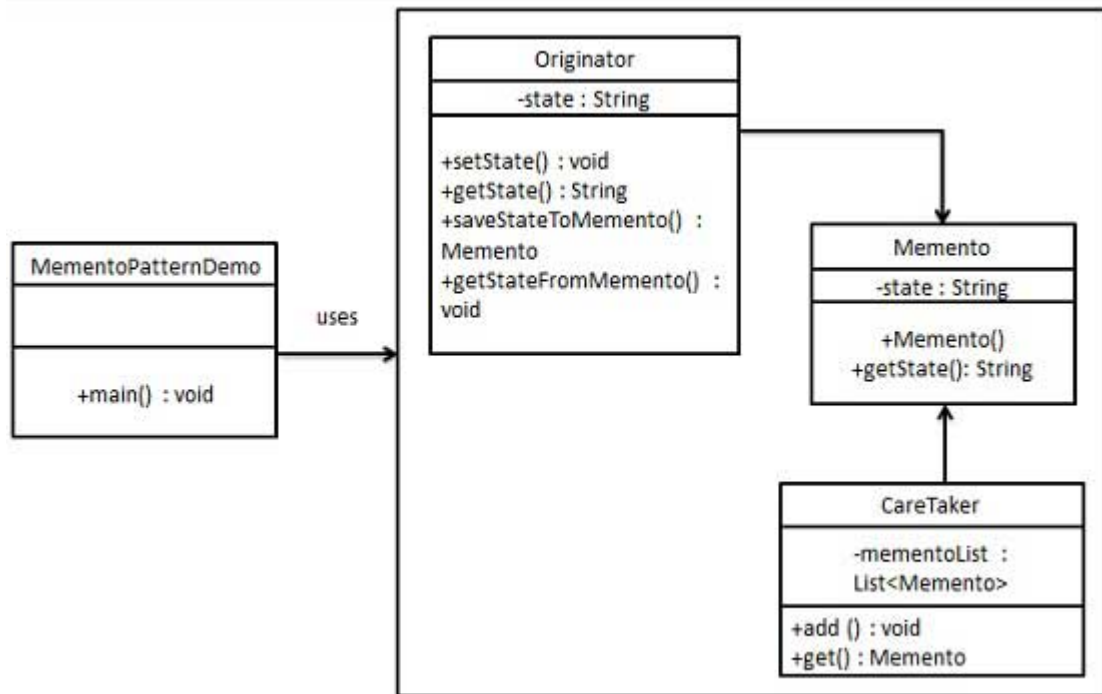 MementoPatternDemo
+main() : void
uses
Originator
-state : String
+setState() : void
+getState() : String
+saveStateToMemento() :
Memento
+getStateFromMemento() :
void
Memento
-state : String
+Memento()
+getState(): String
CareTaker
-mementoList :
List<Memento>
+add () : void
+get() : Memento